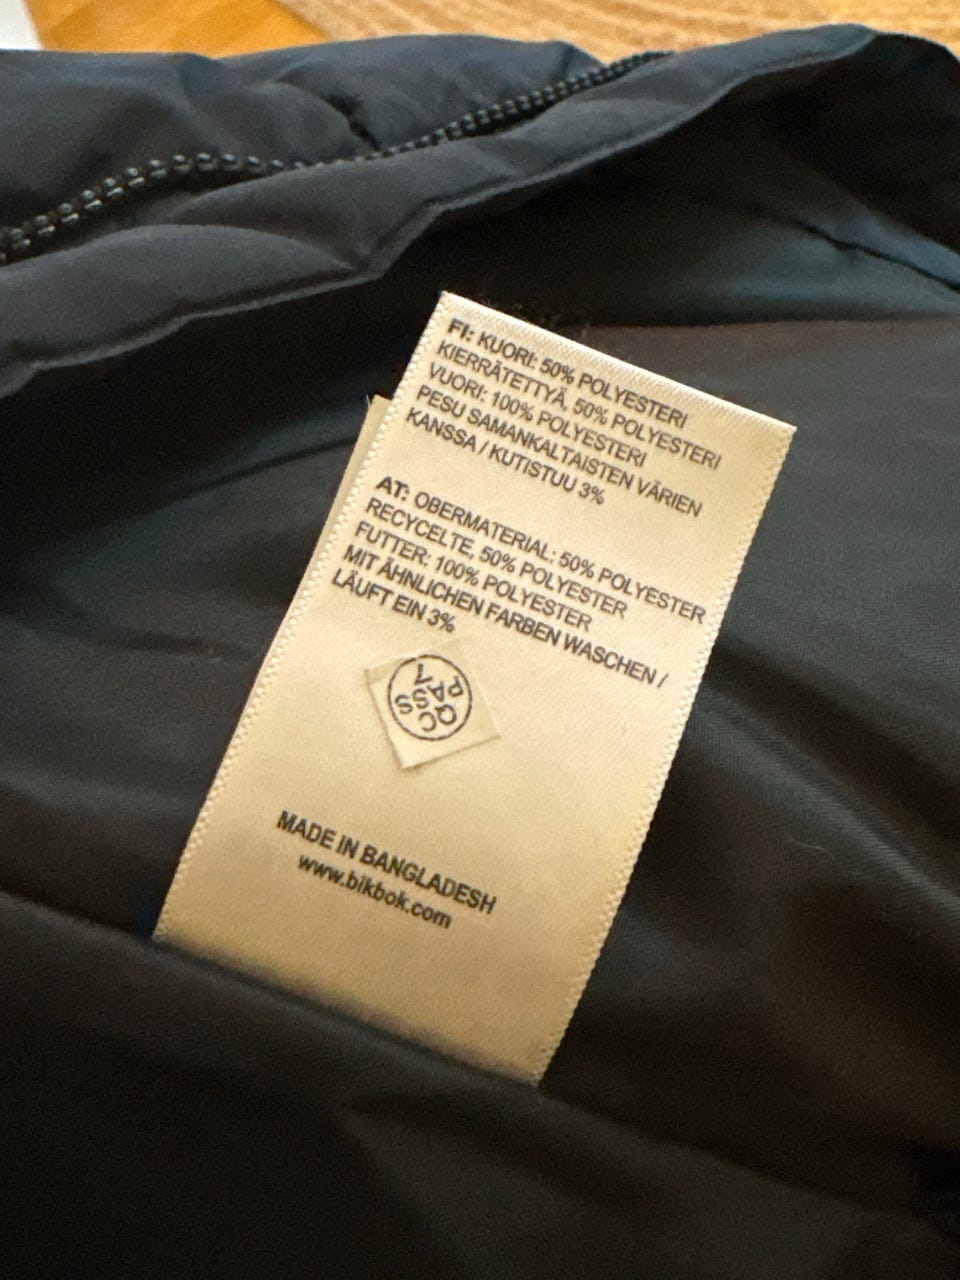 FI: KUORI: 50% POLYESTERI
KIERRÄTETTYÄ, 50% POLYESTERI
VUORI: 100% POLYESTERI
PESU SAMANKALTAISTEN VÄRIEN
KANSSA / KUTISTUU 3%
AT: OBERMATERIAL: 50% POLYESTER
RECYCELTE, 50% POLYESTER
FUTTER: 100% POLYESTER
MIT ÄHNLICHEN FARBEN WASCHEN /
LÄUFT EIN 3%
QC
PASS
7
MADE IN BANGLADESH
www.bikbok.com